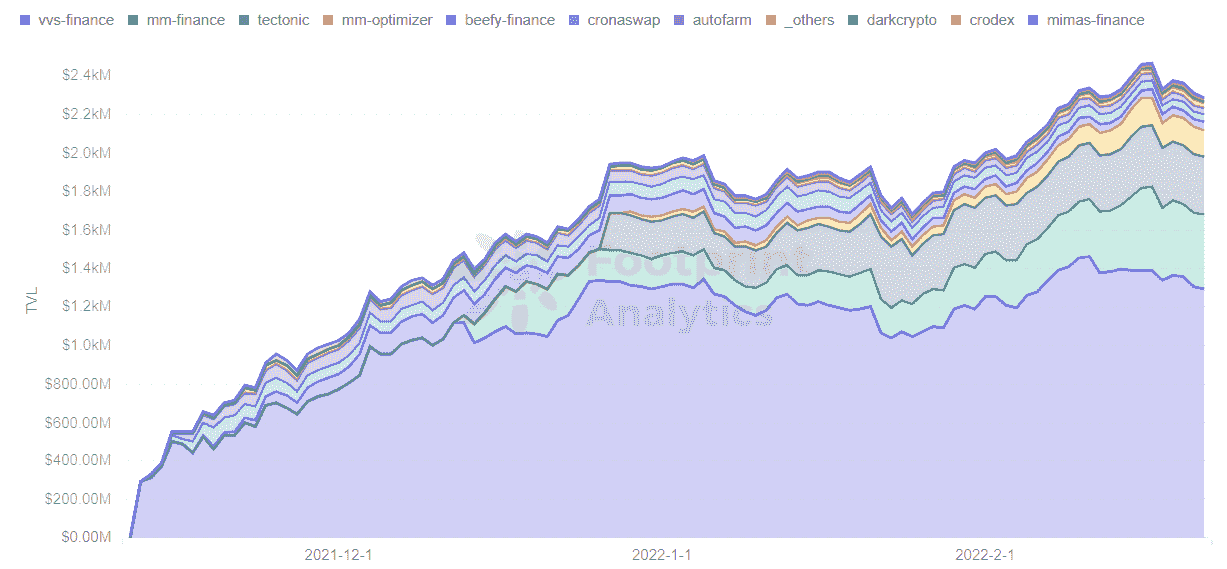 vvs-finance mm-finance tectonic mm-optimizer beefy-finance cronaswap autofarm _others darkcrypto crodex mimas-finance
$2.4kM
$2.2kM
$2.0kM
$1.8kM
$1.6kM
$1.4kM
$1.2kM
$1.0kM
$800.00M
$600.00M
$400.00M
$200.00M
$0.00M
TVL
Footprint
Analytics
2021-12-1 2022-1-1 2022-2-1